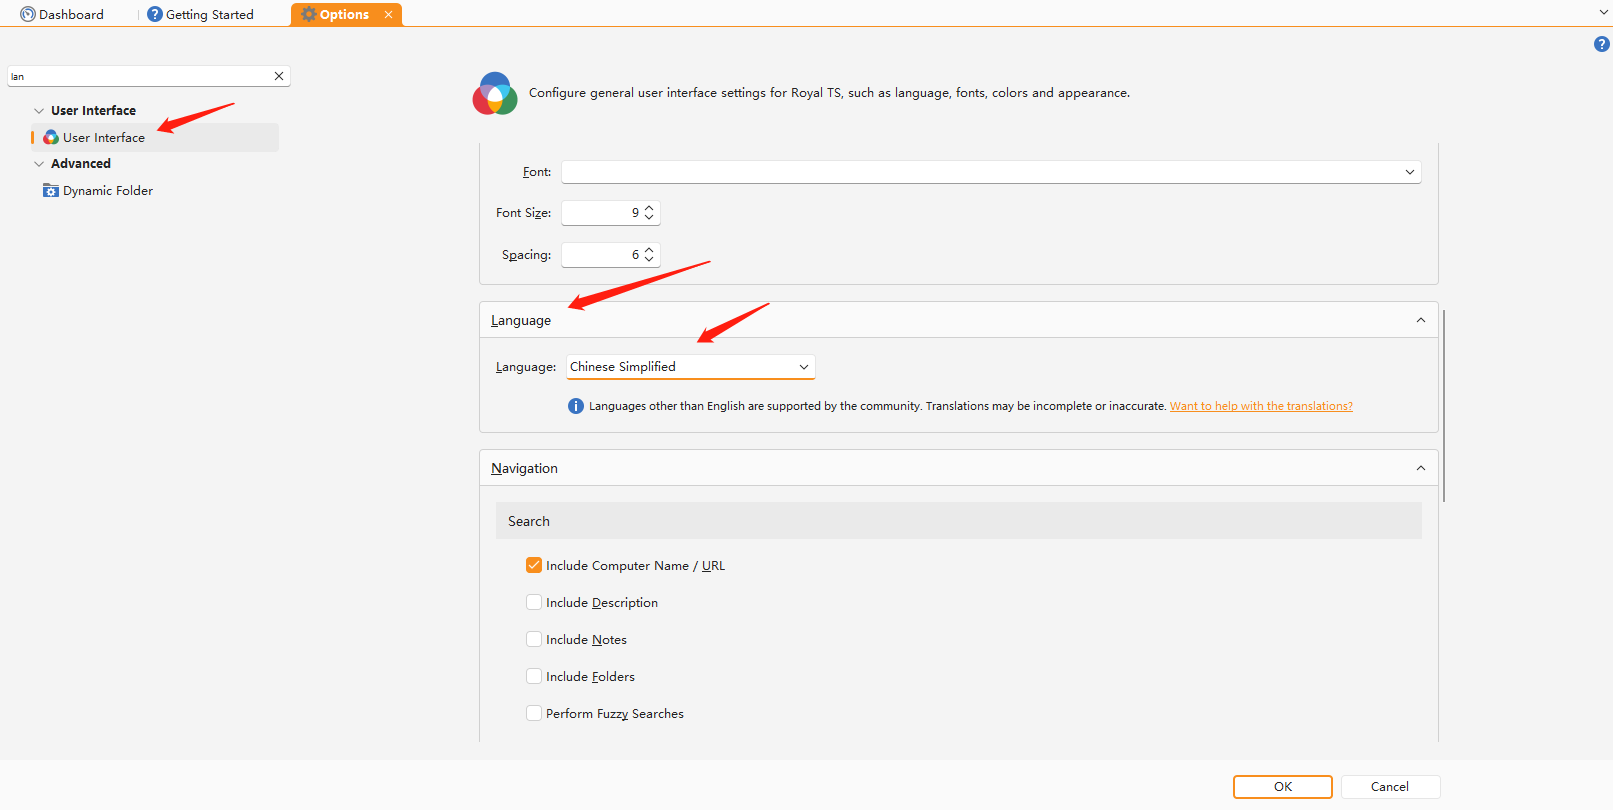 Dashboard
Getting Started
Options
lan
User Interface
User Interface
Advanced
Dynamic Folder
Configure general user interface settings for Royal TS, such as language, fonts, colors and appearance.
Font:
Font Size: 9
Spacing: 6
Language
Language: Chinese Simplified
Languages other than English are supported by the community. Translations may be incomplete or inaccurate. Want to help with the translations?
Navigation
Search
Include Computer Name / URL
Include Description
Include Notes
Include Folders
Perform Fuzzy Searches
OK
Cancel